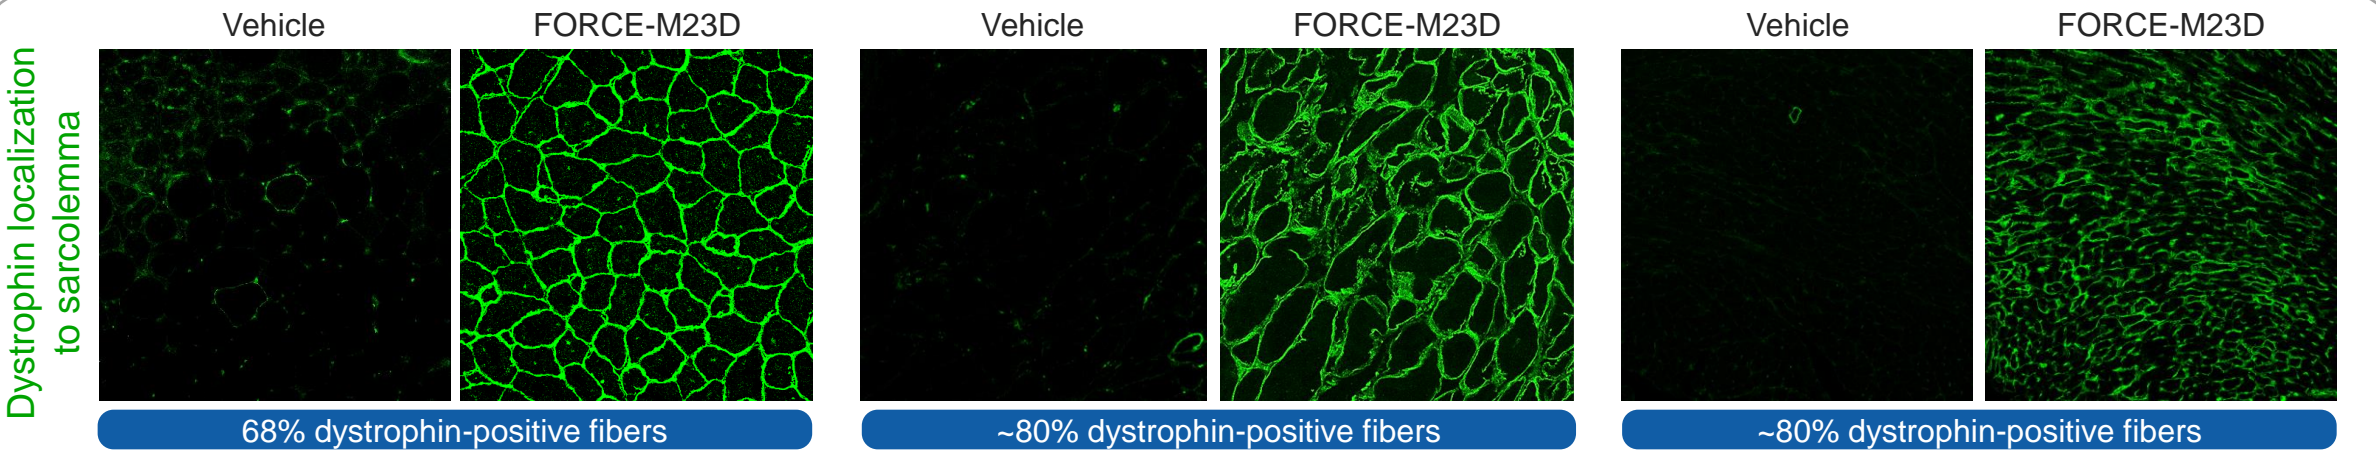 Dystrophin localization
to sarcolemma
Vehicle
FORCE-M23D
68% dystrophin-positive fibers
Vehicle
FORCE-M23D
~80% dystrophin-positive fibers
Vehicle
FORCE-M23D
~80% dystrophin-positive fibers